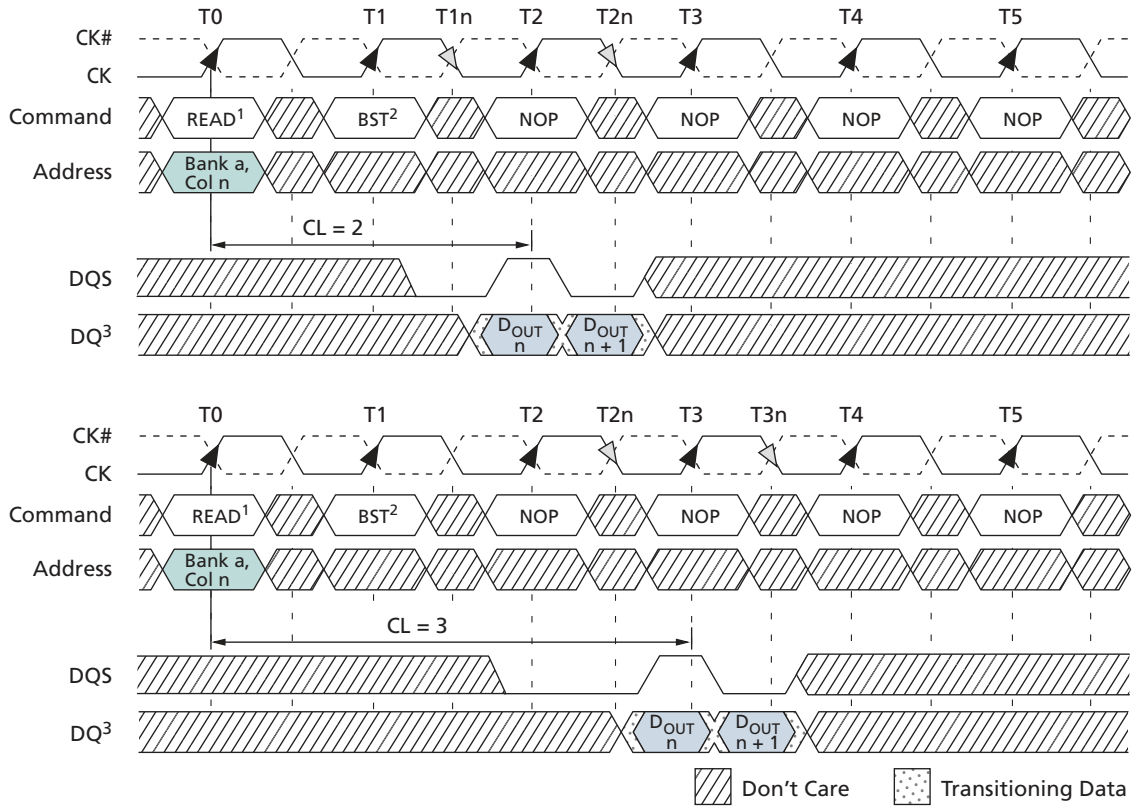 T0 T1 T1n T2 T2n T3 T4 T5
CK#
CK
Command READ¹ BST² NOP NOP NOP NOP
Address Bank a,
Col n
CL = 2
DQS
DQ³ DOUT
n DOUT
n + 1
T0 T1 T2 T2n T3 T3n T4 T5
CK#
CK
Command READ¹ BST² NOP NOP NOP NOP
Address Bank a,
Col n
CL = 3
DQS
DQ³ DOUT
n DOUT
n + 1
Don't Care Transitioning Data